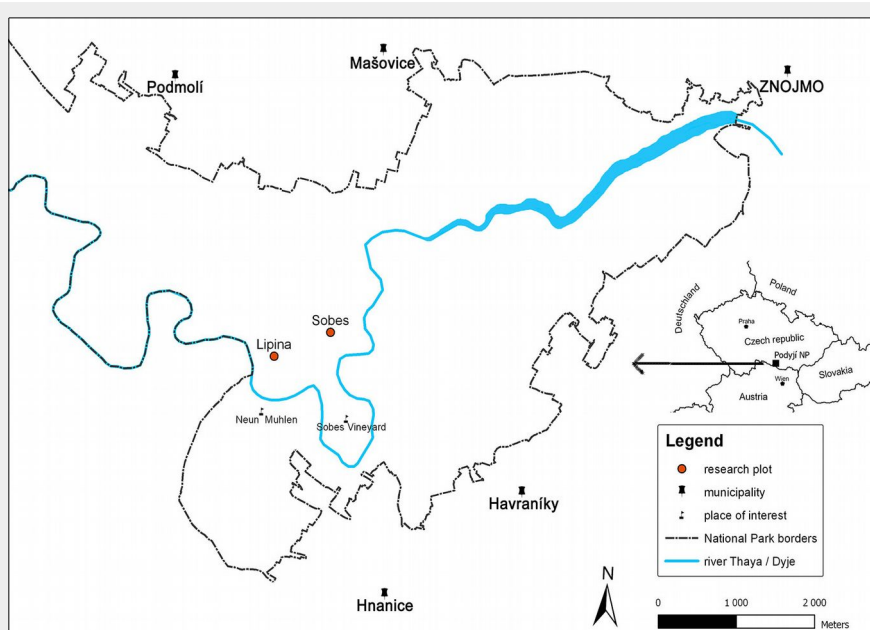 Podmolí
Mašovice
ZNOJMO
Sobes
Lipina
Neun Muhlen
Sobes Vineyard
Havraníky
Hnanice
Deutschland
Poland
Praha
Czech republic
Podyjí NP
Slovakia
Wien
Austria
Legend
research plot
municipality
place of interest
National Park borders
river Thaya / Dyje
N
0 1 000 2 000
Meters